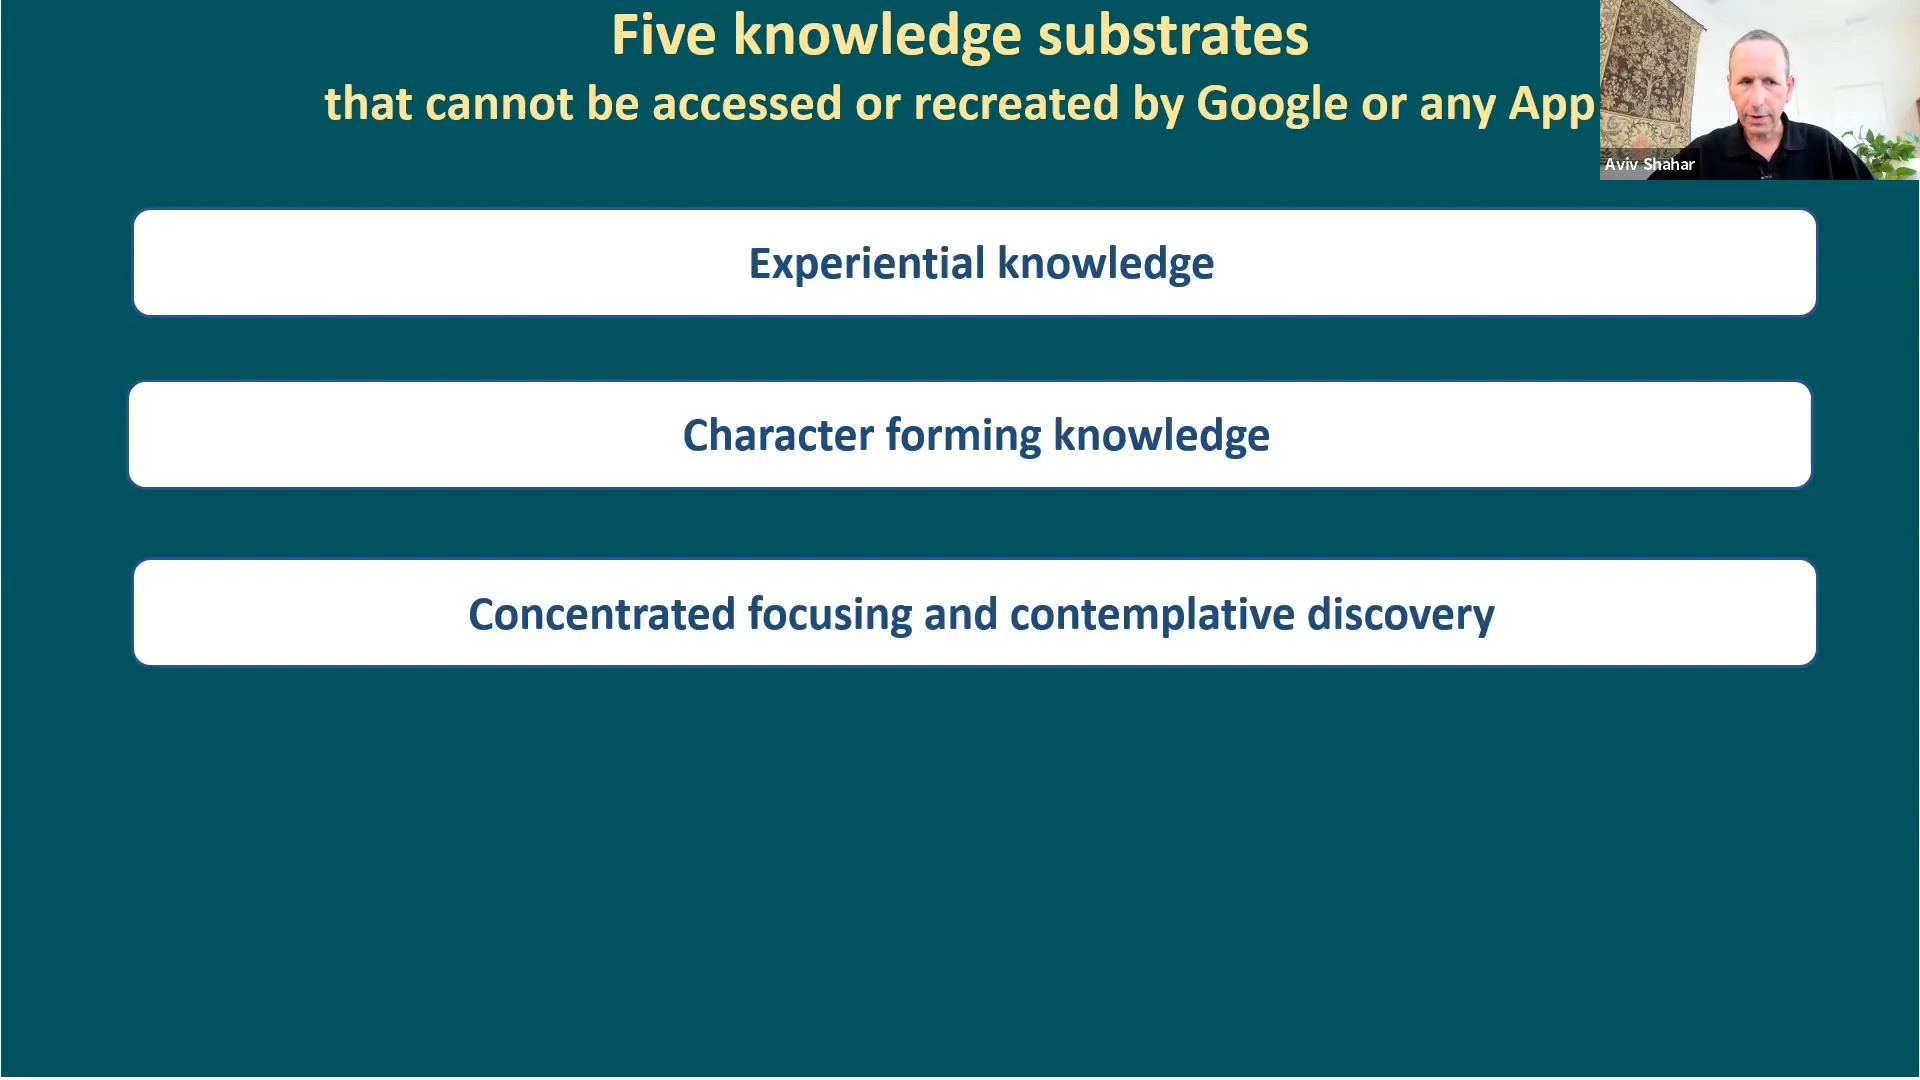 Five knowledge substrates
that cannot be accessed or recreated by Google or any App
Aviv Shahar
Experiential knowledge
Character forming knowledge
Concentrated focusing and contemplative discovery